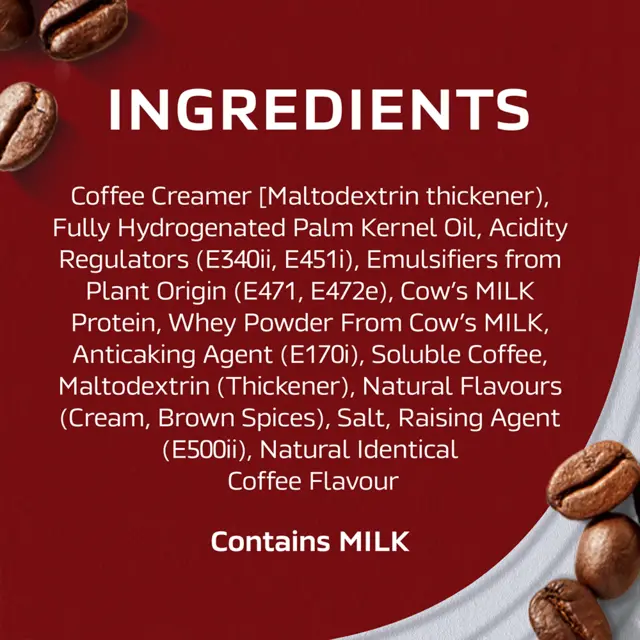 INGREDIENTS
Coffee Creamer [Maltodextrin thickener),
Fully Hydrogenated Palm Kernel Oil, Acidity
Regulators (E340ii, E451i), Emulsifiers from
Plant Origin (E471, E472e), Cow's MILK
Protein, Whey Powder From Cow's MILK,
Anticaking Agent (E170i), Soluble Coffee,
Maltodextrin (Thickener), Natural Flavours
(Cream, Brown Spices), Salt, Raising Agent
(E500ii), Natural Identical
Coffee Flavour
Contains MILK